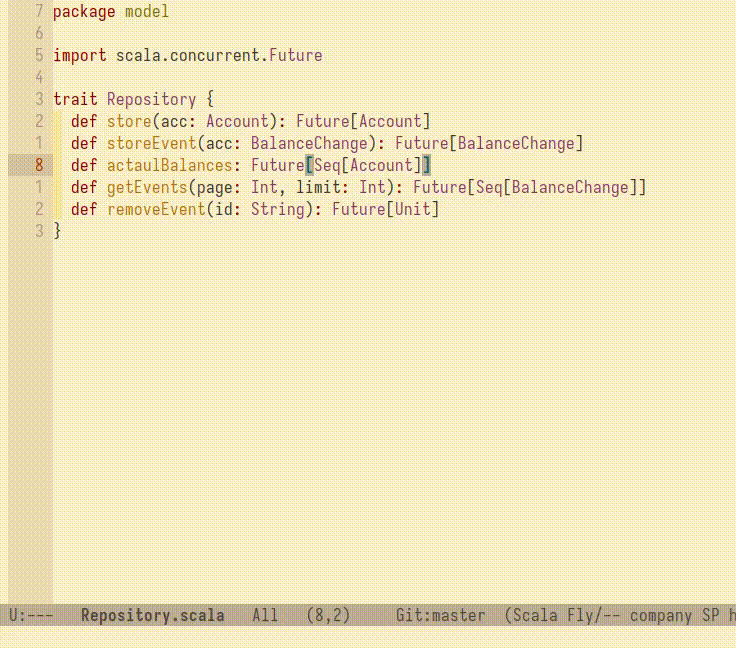 7 package model
6
5 import scala.concurrent.Future
4
3 trait Repository {
2   def store(acc: Account): Future[Account]
1   def storeEvent(acc: BalanceChange): Future[BalanceChange]
8   def actaulBalances: Future[Seq[Account]]
1   def getEvents(page: Int, limit: Int): Future[Seq[BalanceChange]]
2   def removeEvent(id: String): Future[Unit]
3 }
U:---   Repository.scala   All   (8,2)     Git:master  (Scala Fly/-- company SP h